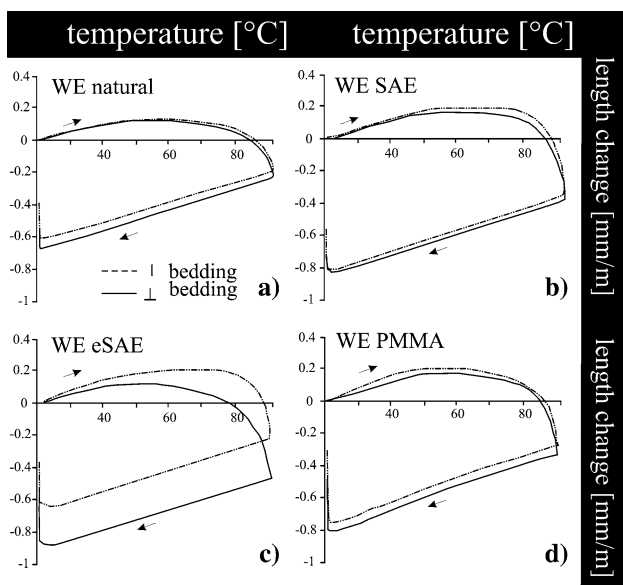 temperature [°C] temperature [°C]
length change [mm/m]
WE natural
0.4
0.2
0
-0.2
-0.4
-0.6
-0.8
-1
40 60 80
| bedding
⊥ bedding
a)
WE SAE
0.4
0.2
0
-0.2
-0.4
-0.6
-0.8
-1
40 60 80
b)
length change [mm/m]
WE eSAE
0.4
0.2
0
-0.2
-0.4
-0.6
-0.8
-1
40 60 80
c)
WE PMMA
0.4
0.2
0
-0.2
-0.4
-0.6
-0.8
-1
40 60 80
d)